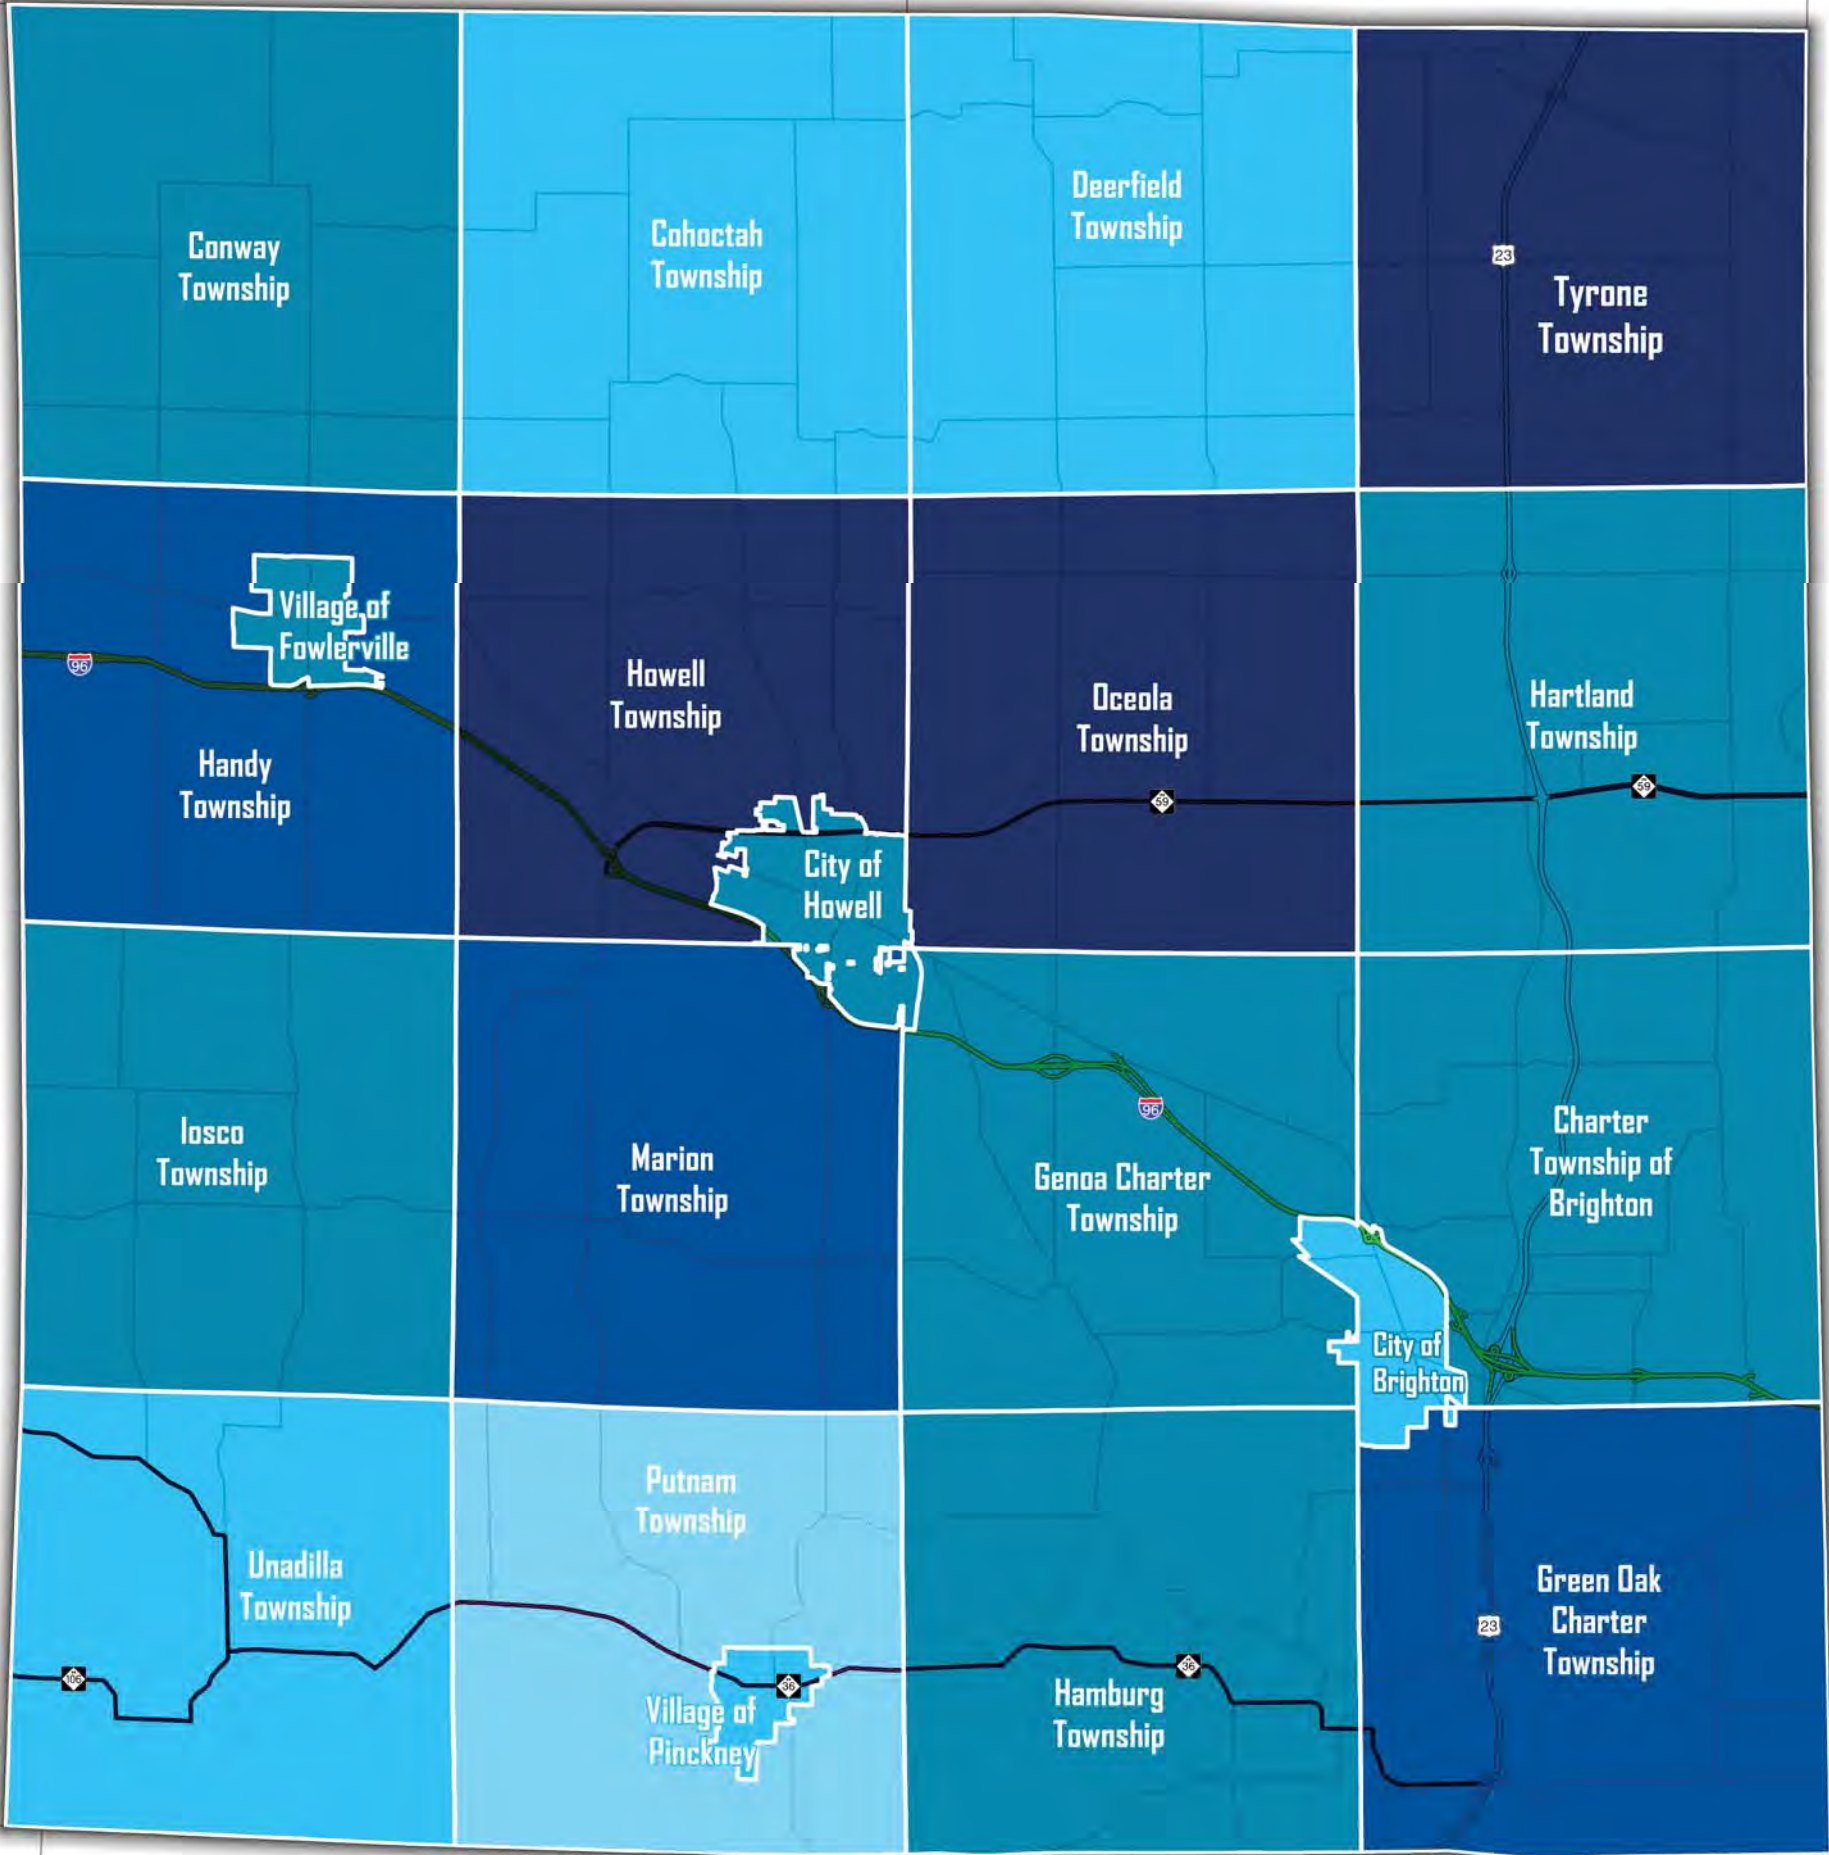 Conway
Township
Cohoctah
Township
Deerfield
Township
23
Tyrone
Township
Village of
Fowlerville
96
Handy
Township
Howell
Township
Oceola
Township
59
Hartland
Township
59
City of
Howell
Iosco
Township
Marion
Township
96
Genoa Charter
Township
Charter
Township of
Brighton
City of
Brighton
Unadilla
Township
106
Putnam
Township
36
Village of
Pinckney
36
Hamburg
Township
23
Green Oak
Charter
Township